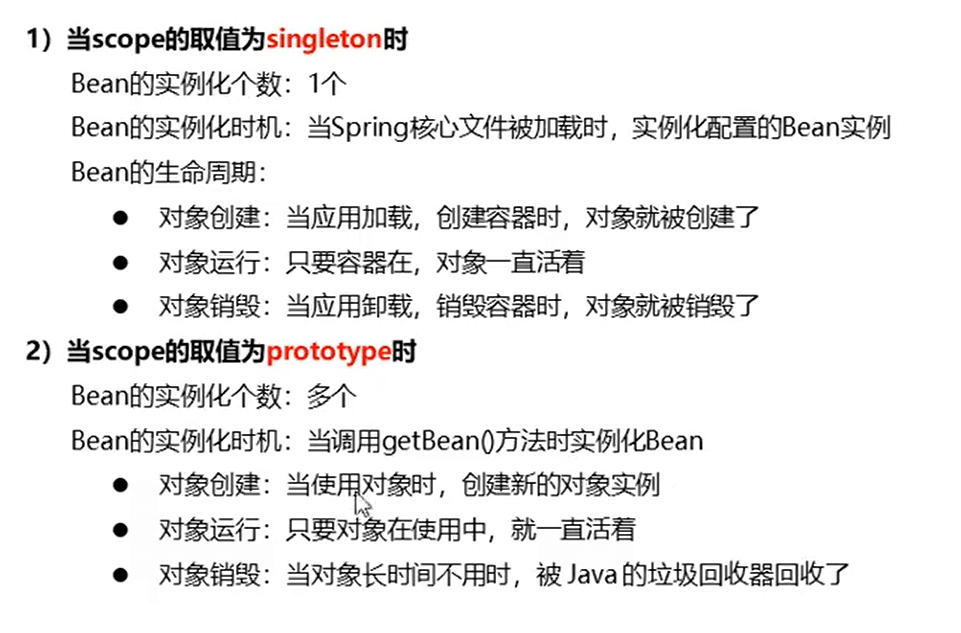 1）当scope的取值为singleton时
Bean的实例化个数：1个
Bean的实例化时机：当Spring核心文件被加载时，实例化配置的Bean实例
Bean的生命周期：
● 对象创建：当应用加载，创建容器时，对象就被创建了
● 对象运行：只要容器在，对象一直活着
● 对象销毁：当应用卸载，销毁容器时，对象就被销毁了
2）当scope的取值为prototype时
Bean的实例化个数：多个
Bean的实例化时机：当调用getBean()方法时实例化Bean
● 对象创建：当使用对象时，创建新的对象实例
● 对象运行：只要对象在使用中，就一直活着
● 对象销毁：当对象长时间不用时，被 Java 的垃圾回收器回收了